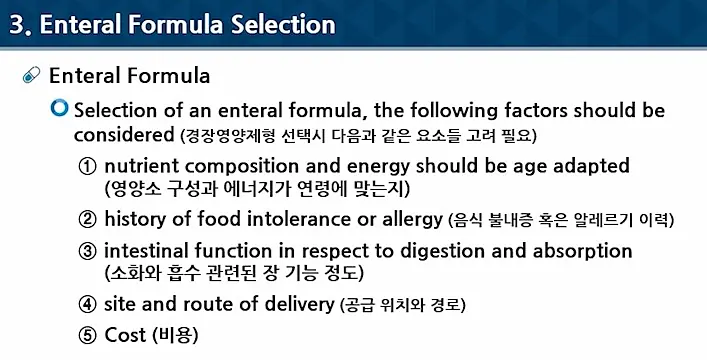 3. Enteral Formula Selection
Enteral Formula
Selection of an enteral formula, the following factors should be
considered (경장영양제형 선택시 다음과 같은 요소들 고려 필요)
① nutrient composition and energy should be age adapted
(영양소 구성과 에너지가 연령에 맞는지)
② history of food intolerance or allergy (음식 불내증 혹은 알레르기 이력)
③ intestinal function in respect to digestion and absorption
(소화와 흡수 관련된 장 기능 정도)
④ site and route of delivery (공급 위치와 경로)
⑤ Cost (비용)